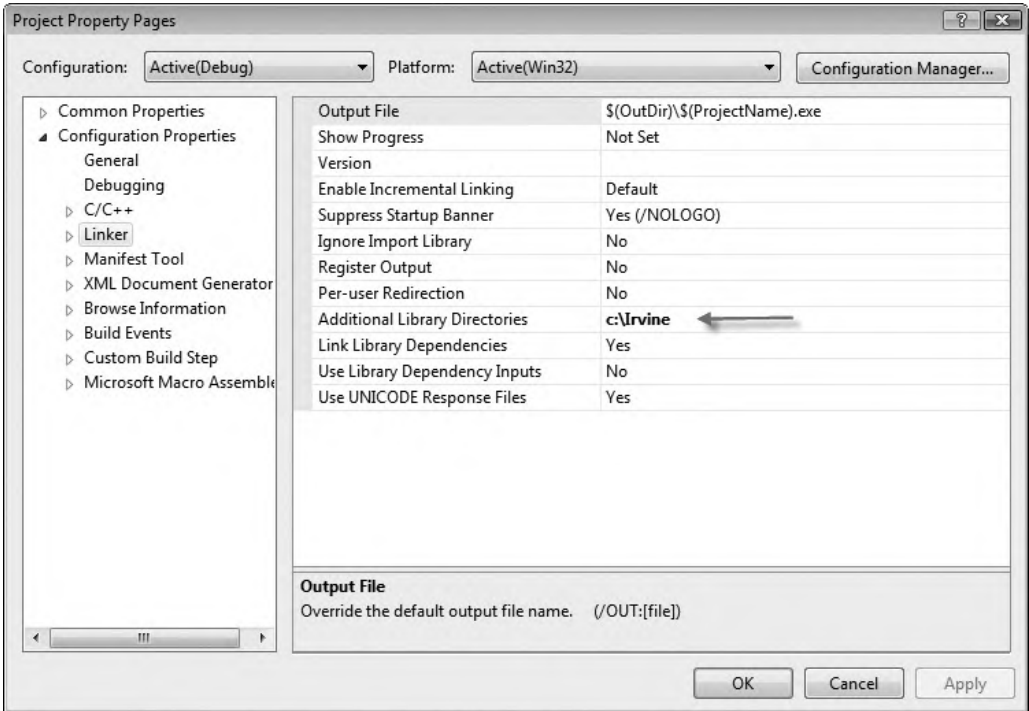 Project Property Pages
Configuration: Active(Debug) Platform: Active(Win32) Configuration Manager...
Common Properties
Configuration Properties
General
Debugging
C/C++
Linker
Manifest Tool
XML Document Generator
Browse Information
Build Events
Custom Build Step
Microsoft Macro Assemble
Output File $(OutDir)\$(ProjectName).exe
Show Progress Not Set
Version
Enable Incremental Linking Default
Suppress Startup Banner Yes (/NOLOGO)
Ignore Import Library No
Register Output No
Per-user Redirection No
Additional Library Directories c:\Irvine
Link Library Dependencies Yes
Use Library Dependency Inputs No
Use UNICODE Response Files Yes
Output File
Override the default output file name. (/OUT:[file])
OK Cancel Apply